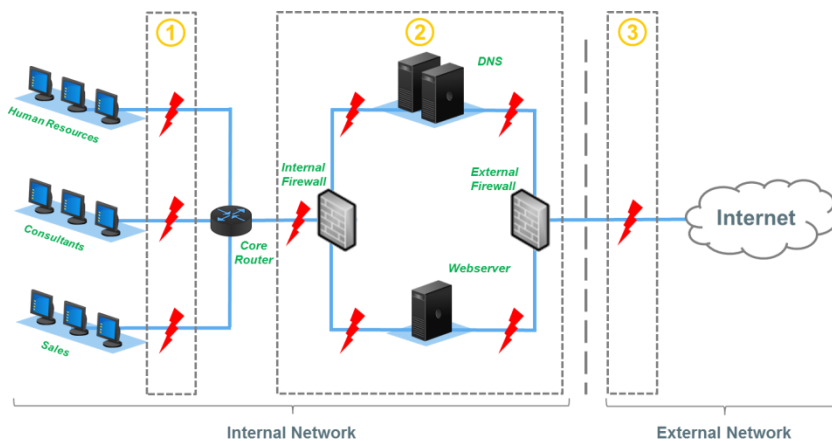 1
2
3
DNS
Human Resources
Internal
Firewall
External
Firewall
Internet
Consultants
Core
Router
Webserver
Sales
Internal Network
External Network